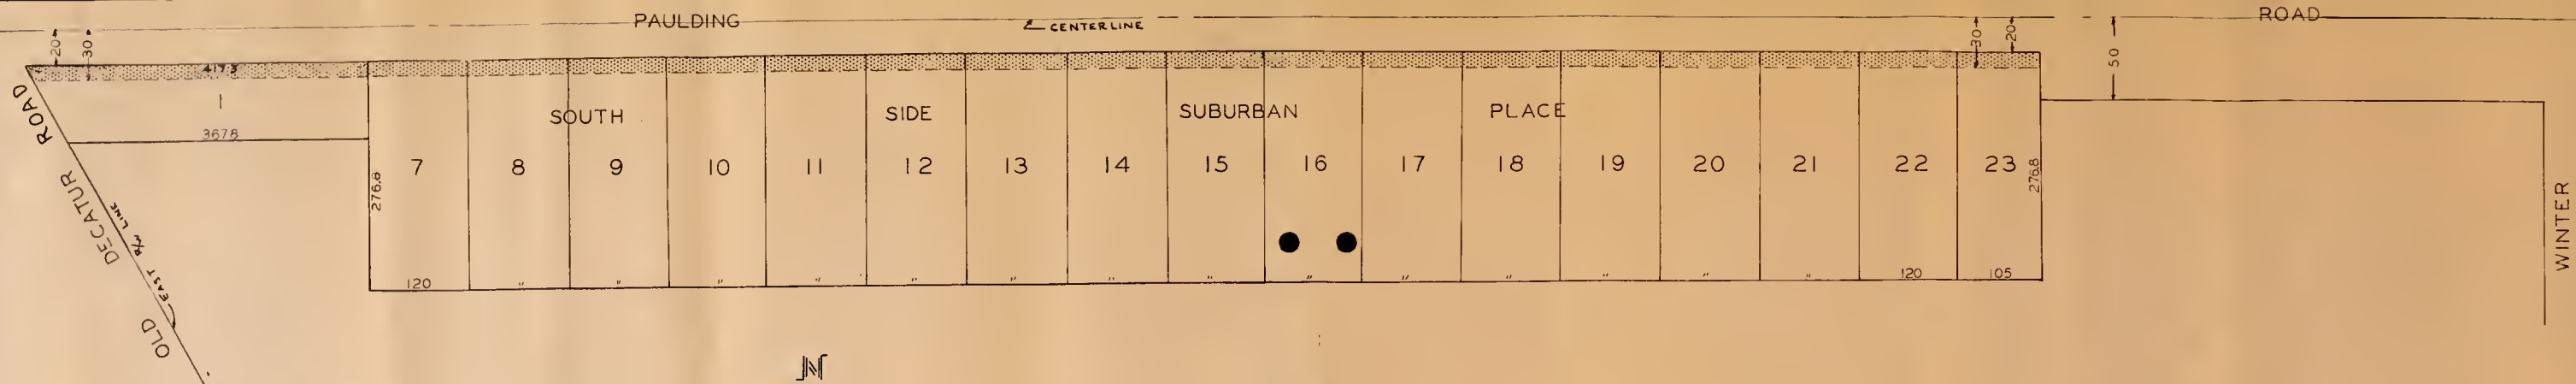 PAULDING ROAD
CENTERLINE
20 30
30 20
50
417.3
1
367.8
SOUTH SIDE SUBURBAN PLACE
7 8 9 10 11 12 13 14 15 16 17 18 19 20 21 22 23
276.8
276.8
120 " " " " " " " " " " " " " " 120 105
OLD DECATUR ROAD
EAST R/W LINE
WINTER
N